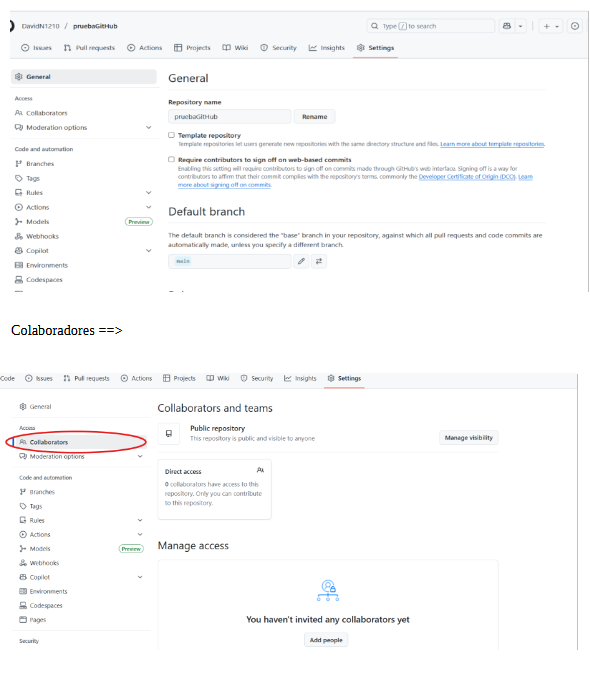 DavidN1210 / pruebaGitHub
Type / to search
Issues Pull requests Actions Projects Wiki Security Insights Settings
General
Access
Collaborators
Moderation options
Code and automation
Branches
Tags
Rules
Actions
Models Preview
Webhooks
Copilot
Environments
Codespaces
General
Repository name
pruebaGitHub Rename
Template repository
Template repositories let users generate new repositories with the same directory structure and files. Learn more about template repositories.
Require contributors to sign off on web-based commits
Enabling this setting will require contributors to sign off on commits made through GitHub's web interface. Signing off is a way for
contributors to affirm that their commit complies with the repository's terms, commonly the Developer Certificate of Origin (DCO). Learn
more about signing off on commits.
Default branch
The default branch is considered the "base" branch in your repository, against which all pull requests and code commits are
automatically made, unless you specify a different branch.
main
Colaboradores ==>
Code Issues Pull requests Actions Projects Wiki Security Insights Settings
General
Access
Collaborators
Moderation options
Code and automation
Branches
Tags
Rules
Actions
Models Preview
Webhooks
Copilot
Environments
Codespaces
Pages
Security
Collaborators and teams
Public repository
This repository is public and visible to anyone
Manage visibility
Direct access
0 collaborators have access to this
repository. Only you can contribute
to this repository.
Manage access
You haven't invited any collaborators yet
Add people